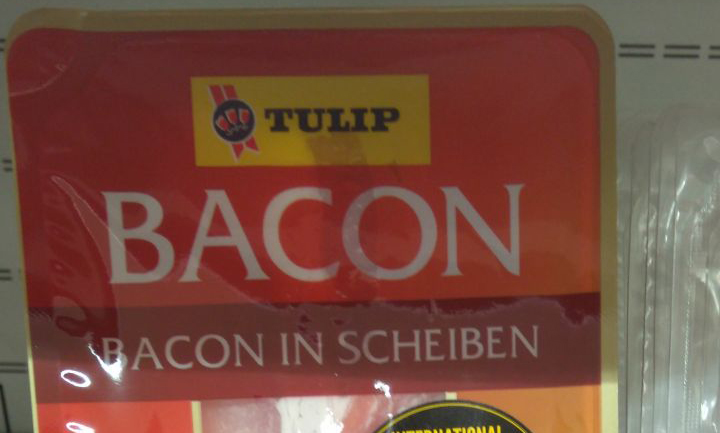 TULIP
BACON
BACON IN SCHEIBEN
INTERNATIONAL